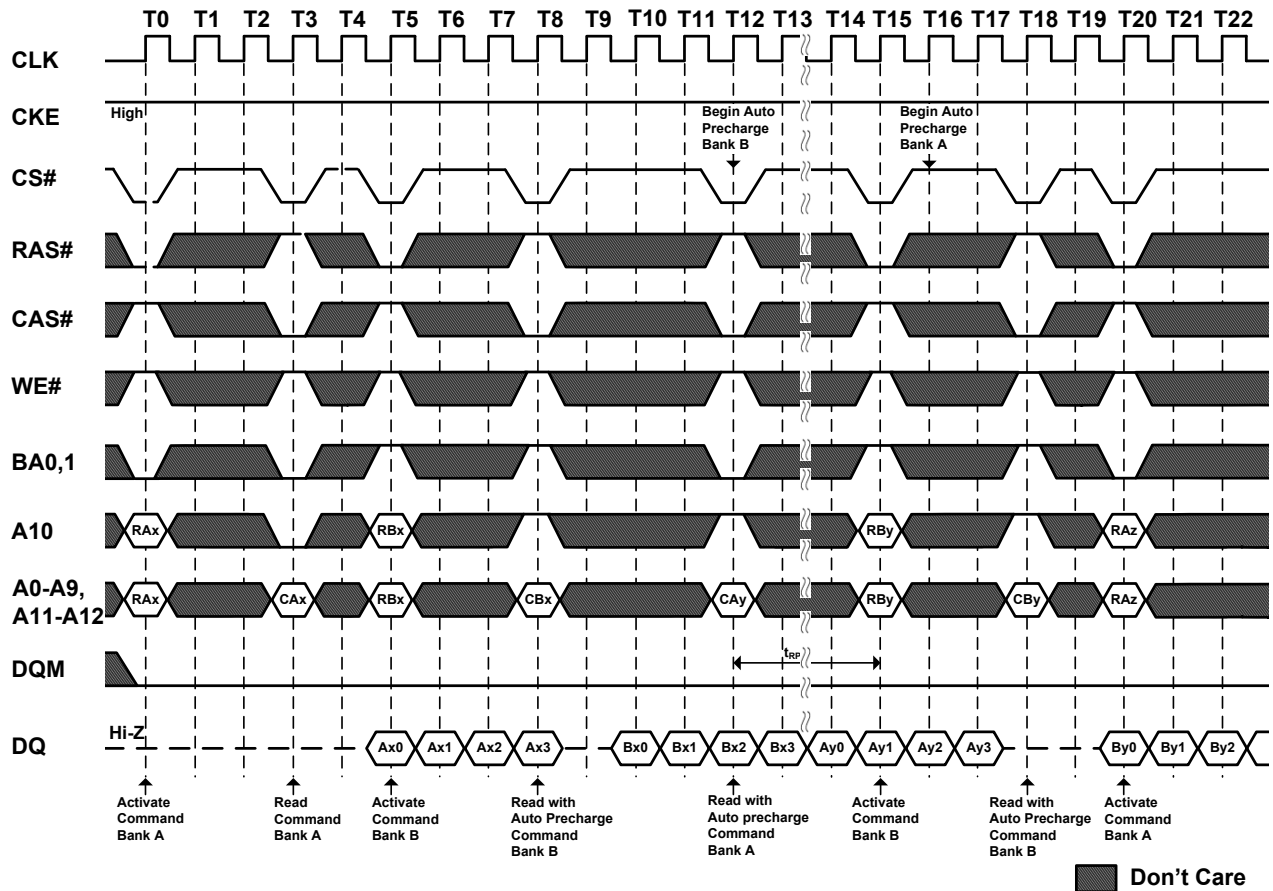 T0 T1 T2 T3 T4 T5 T6 T7 T8 T9 T10 T11 T12 T13 T14 T15 T16 T17 T18 T19 T20 T21 T22
CLK
CKE
High
Begin Auto
Precharge
Bank B
Begin Auto
Precharge
Bank A
CS#
RAS#
CAS#
WE#
BA0,1
A10
RAx RBx RBy RAz
A0-A9,
A11-A12
RAx CAx RBx CBx CAy RBy CBy RAz
DQM
tRP
DQ
Hi-Z
Ax0 Ax1 Ax2 Ax3 Bx0 Bx1 Bx2 Bx3 Ay0 Ay1 Ay2 Ay3 By0 By1 By2
Activate
Command
Bank A
Read
Command
Bank A
Activate
Command
Bank B
Read with
Auto Precharge
Command
Bank B
Read with
Auto precharge
Command
Bank A
Activate
Command
Bank B
Read with
Auto Precharge
Command
Bank B
Activate
Command
Bank A
Don't Care